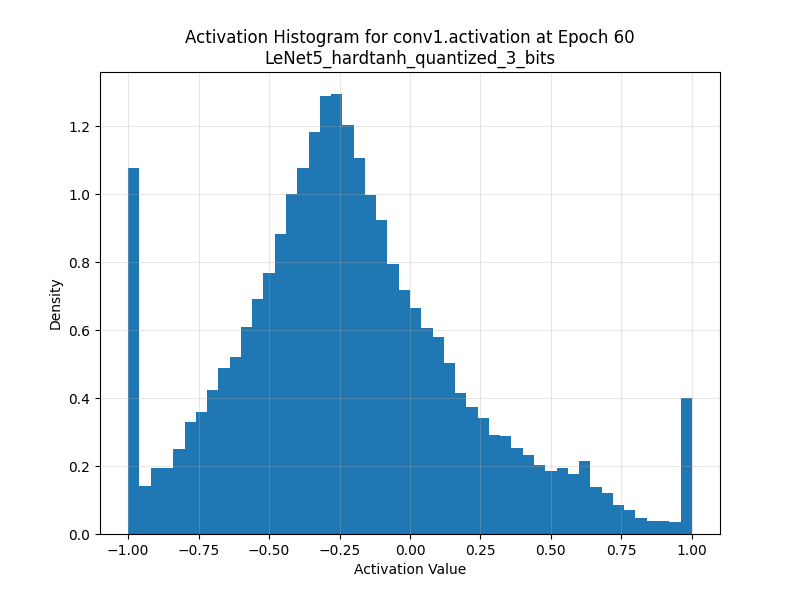 Activation Histogram for conv1.activation at Epoch 60
LeNet5_hardtanh_quantized_3_bits
1.2
1.0
0.8
0.6
0.4
0.2
0.0
Density
−1.00 −0.75 −0.50 −0.25 0.00 0.25 0.50 0.75 1.00
Activation Value